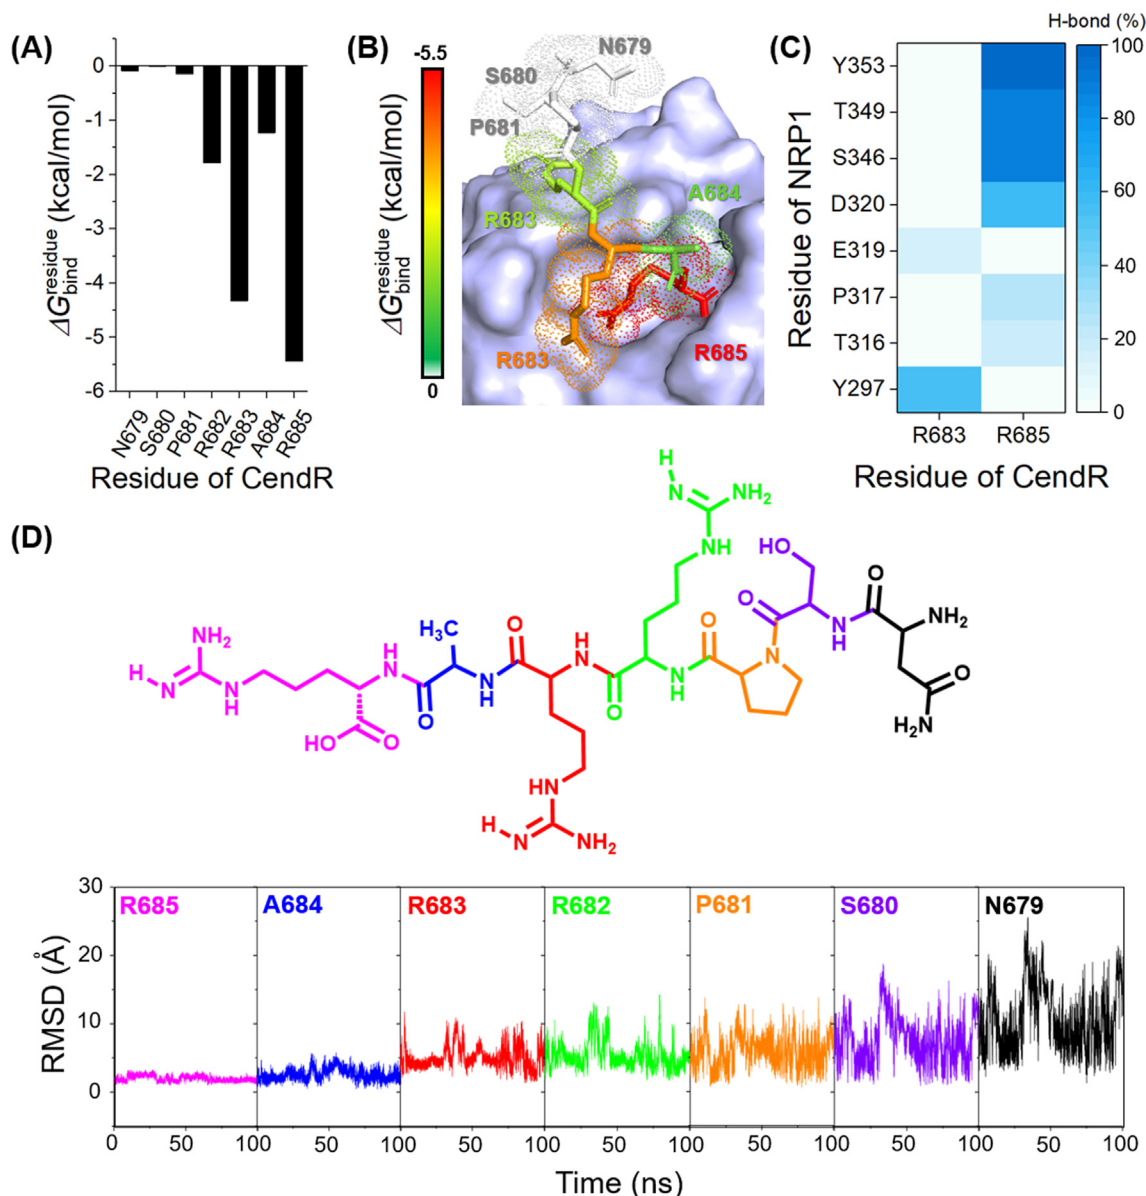 (A)
0
-1
-2
-3
-4
-5
-6
ΔG residue bind (kcal/mol)
N679
S680
P681
R682
R683
A684
R685
Residue of CendR
(B)
-5.5
0
ΔG residue bind (kcal/mol)
N679
S680
P681
R683
A684
R683
R685
(C)
H-bond (%)
Y353
T349
S346
D320
E319
P317
T316
Y297
Residue of NRP1
R683
R685
Residue of CendR
100
80
60
40
20
0
(D)
H
N
NH2
NH
HO
O
O
NH2
N
H
O
H2N
O
N
O
N
H
O
H
N
O
HN
H
N
NH2
H3C
N
H
O
H
N
HO
O
NH2
H
N
N
H
30
20
10
0
RMSD (Å)
R685
A684
R683
R682
P681
S680
N679
0 50 100 50 100 50 100 50 100 50 100 50 100 50 100
Time (ns)